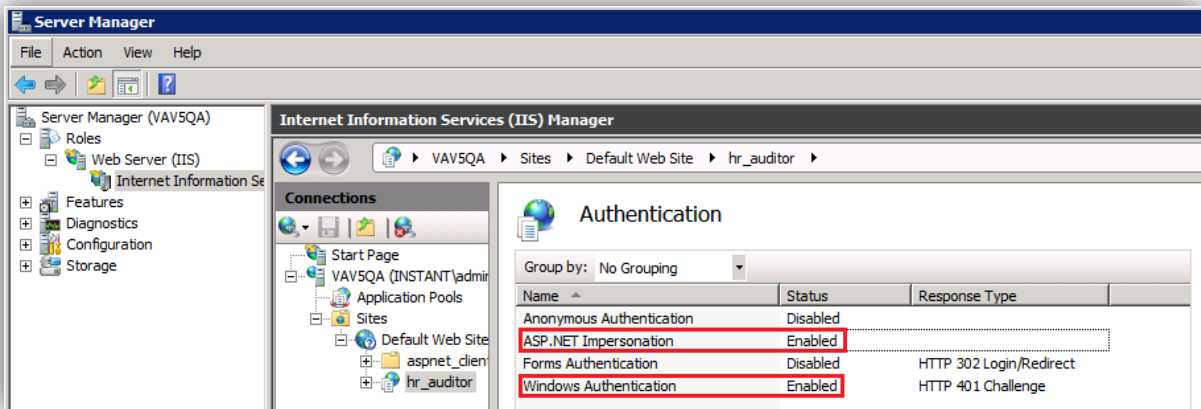 Server Manager
File Action View Help
Server Manager (VAV5QA)
Roles
Web Server (IIS)
Internet Information Se
Features
Diagnostics
Configuration
Storage
Internet Information Services (IIS) Manager
VAV5QA Sites Default Web Site hr_auditor
Connections
Start Page
VAV5QA (INSTANT\admir
Application Pools
Sites
Default Web Site
aspnet_client
hr_auditor
Authentication
Group by: No Grouping
Name Status Response Type
Anonymous Authentication Disabled
ASP.NET Impersonation Enabled
Forms Authentication Disabled HTTP 302 Login/Redirect
Windows Authentication Enabled HTTP 401 Challenge